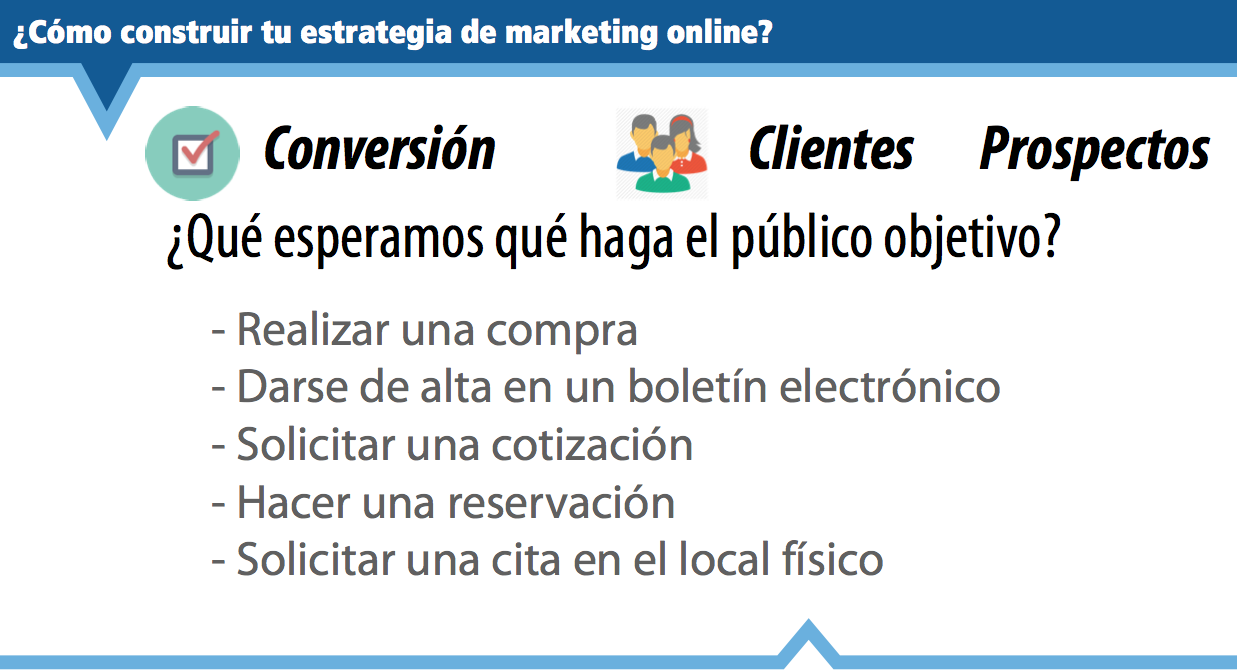 ¿Cómo construir tu estrategia de marketing online?
Conversión Clientes Prospectos
¿Qué esperamos qué haga el público objetivo?
- Realizar una compra
- Darse de alta en un boletín electrónico
- Solicitar una cotización
- Hacer una reservación
- Solicitar una cita en el local físico